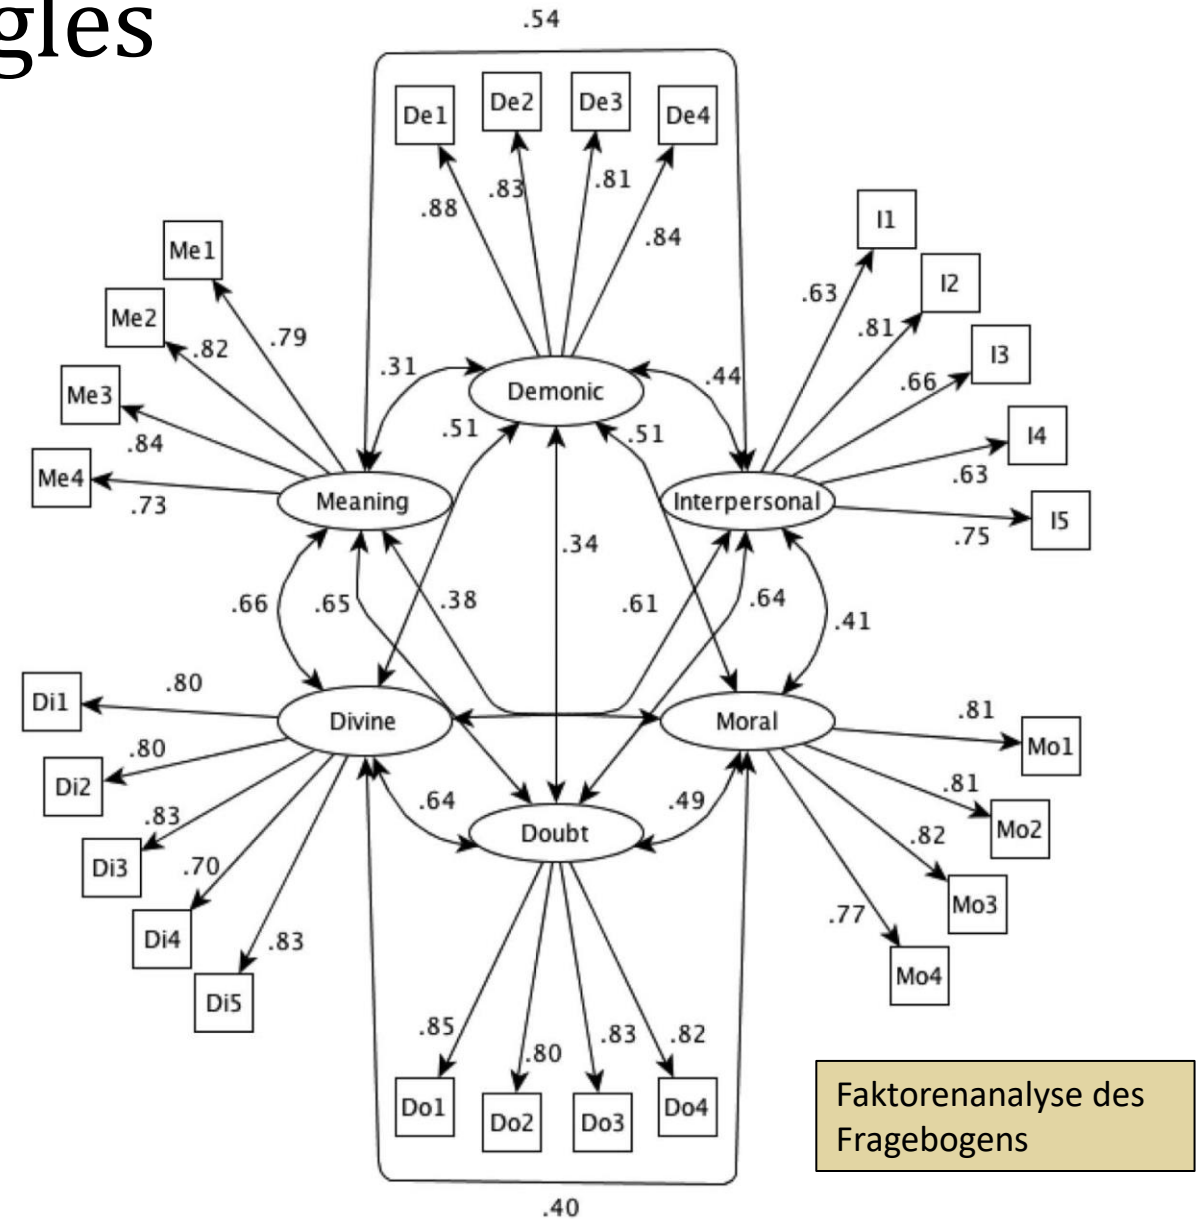 gles
.54
De1
De2
De3
De4
.88
.83
.81
.84
Me1
Me2
Me3
Me4
.79
.82
.84
.73
I1
I2
I3
I4
I5
.63
.81
.66
.63
.75
.31
Demonic
.44
.51
.51
Meaning
Interpersonal
.34
.66
.65
.38
.61
.64
.41
Di1
Di2
Di3
Di4
Di5
.80
.80
.83
.70
.83
Divine
Moral
.81
.81
.82
.77
Mo1
Mo2
Mo3
Mo4
.64
Doubt
.49
.85
.80
.83
.82
Do1
Do2
Do3
Do4
.40
Faktorenanalyse des
Fragebogens